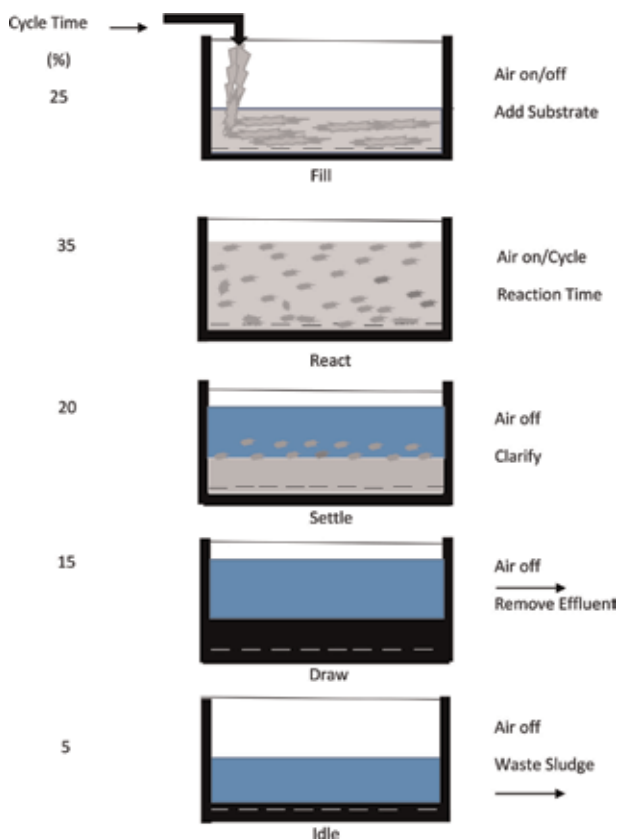 Cycle Time
(%)
25
Air on/off
Add Substrate
Fill
35
Air on/Cycle
Reaction Time
React
20
Air off
Clarify
Settle
15
Air off
Remove Effluent
Draw
5
Air off
Waste Sludge
Idle